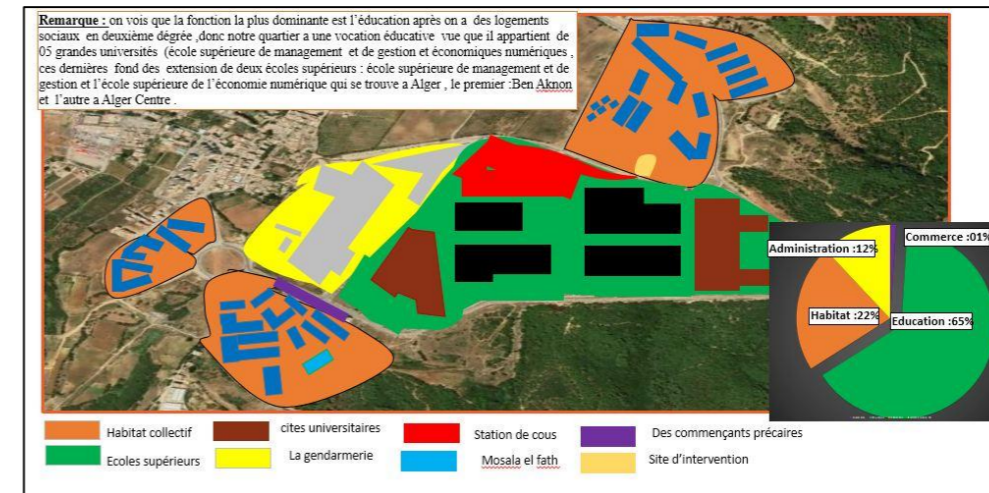 Remarque : on vois que la fonction la plus dominante est l'éducation après on a des logements
sociaux en deuxième dégrée ,donc notre quartier a une vocation éducative vue que il appartient de
05 grandes universités (école supérieure de management et de gestion et économiques numériques ,
ces dernières fond des extension de deux écoles supérieurs : école supérieure de management et de
gestion et l'école supérieure de l'économie numérique qui se trouve a Alger , le premier :Ben Aknon
et l'autre a Alger Centre .
Commerce :01%
Administration :12%
Habitat :22%
Education :65%
Habitat collectif
cites universitaires
Station de cous
Des commençants précaires
Ecoles supérieurs
La gendarmerie
Mosala el fath
Site d'intervention